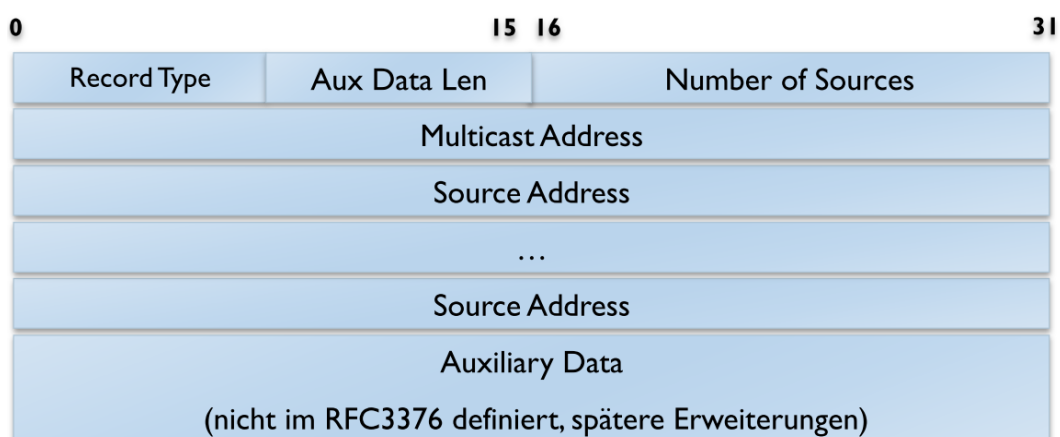 0 15 16 31
Record Type Aux Data Len Number of Sources
Multicast Address
Source Address
…
Source Address
Auxiliary Data
(nicht im RFC3376 definiert, spätere Erweiterungen)